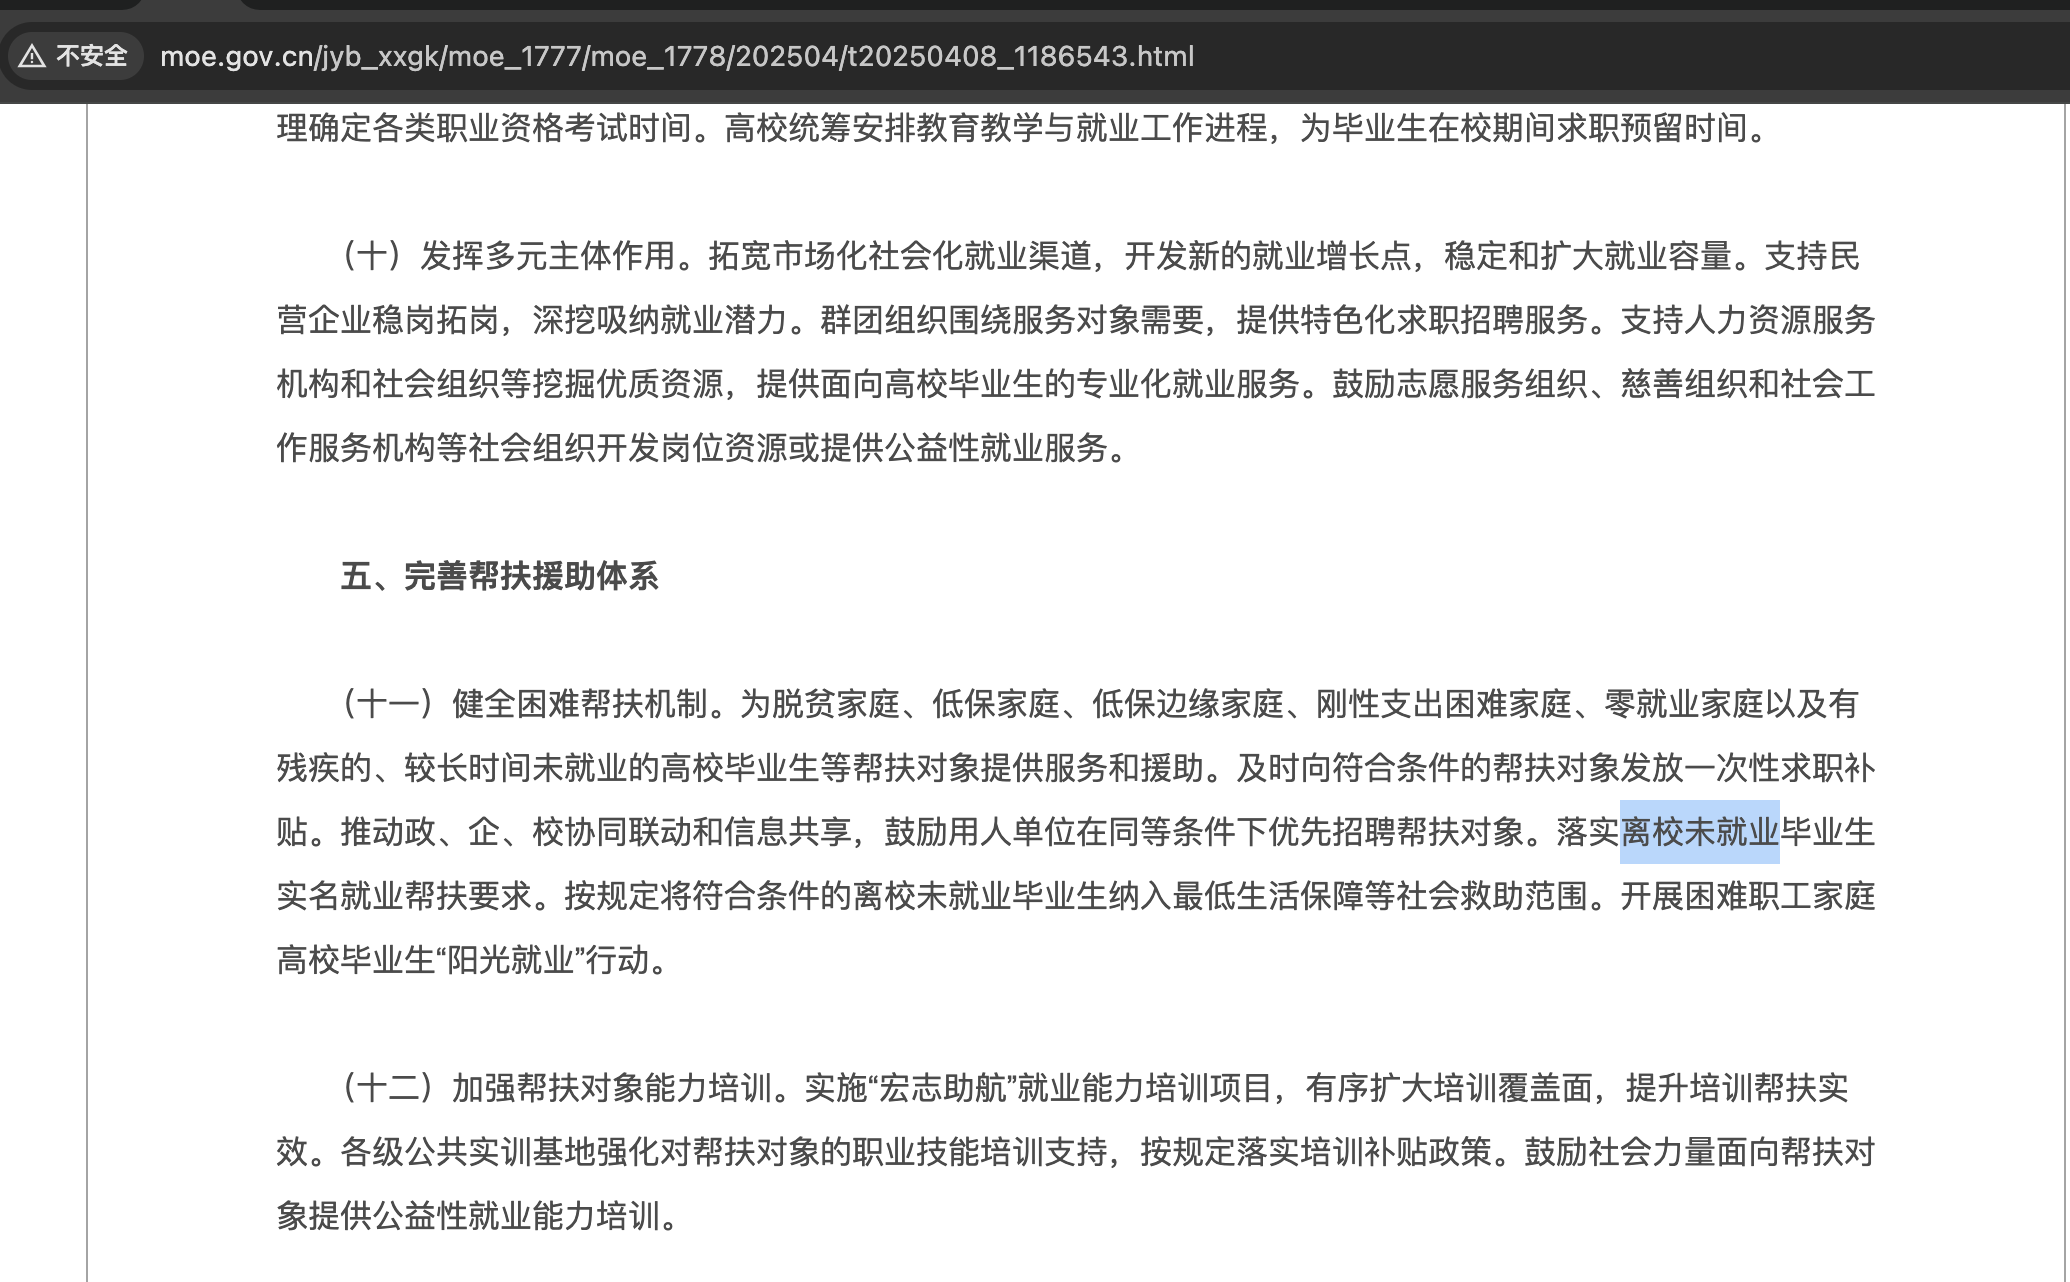 不安全 moe.gov.cn/jyb_xxgk/moe_1777/moe_1778/202504/t20250408_1186543.html
理确定各类职业资格考试时间。高校统筹安排教育教学与就业工作进程，为毕业生在校期间求职预留时间。
（十）发挥多元主体作用。拓宽市场化社会化就业渠道，开发新的就业增长点，稳定和扩大就业容量。支持民
营企业稳岗拓岗，深挖吸纳就业潜力。群团组织围绕服务对象需要，提供特色化求职招聘服务。支持人力资源服务
机构和社会组织等挖掘优质资源，提供面向高校毕业生的专业化就业服务。鼓励志愿服务组织、慈善组织和社会工
作服务机构等社会组织开发岗位资源或提供公益性就业服务。
五、完善帮扶援助体系
（十一）健全困难帮扶机制。为脱贫家庭、低保家庭、低保边缘家庭、刚性支出困难家庭、零就业家庭以及有
残疾的、较长时间未就业的高校毕业生等帮扶对象提供服务和援助。及时向符合条件的帮扶对象发放一次性求职补
贴。推动政、企、校协同联动和信息共享，鼓励用人单位在同等条件下优先招聘帮扶对象。落实离校未就业毕业生
实名就业帮扶要求。按规定将符合条件的离校未就业毕业生纳入最低生活保障等社会救助范围。开展困难职工家庭
高校毕业生“阳光就业”行动。
（十二）加强帮扶对象能力培训。实施“宏志助航”就业能力培训项目，有序扩大培训覆盖面，提升培训帮扶实
效。各级公共实训基地强化对帮扶对象的职业技能培训支持，按规定落实培训补贴政策。鼓励社会力量面向帮扶对
象提供公益性就业能力培训。